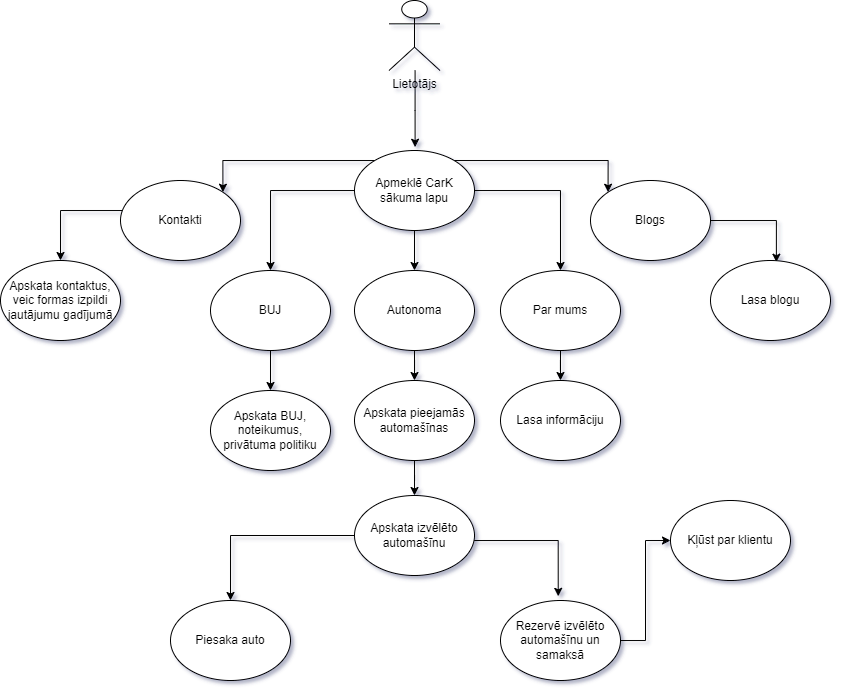 Lietotājs
Apmeklē CarK
sākuma lapu
Kontakti
Blogs
Apskata kontaktus,
veic formas izpildi
jautājumu gadījumā
BUJ
Autonoma
Par mums
Lasa blogu
Apskata BUJ,
noteikumus,
privātuma politiku
Apskata pieejamās
automašīnas
Lasa informāciju
Apskata izvēlēto
automašīnu
Kļūst par klientu
Piesaka auto
Rezervē izvēlēto
automašīnu un
samaksā